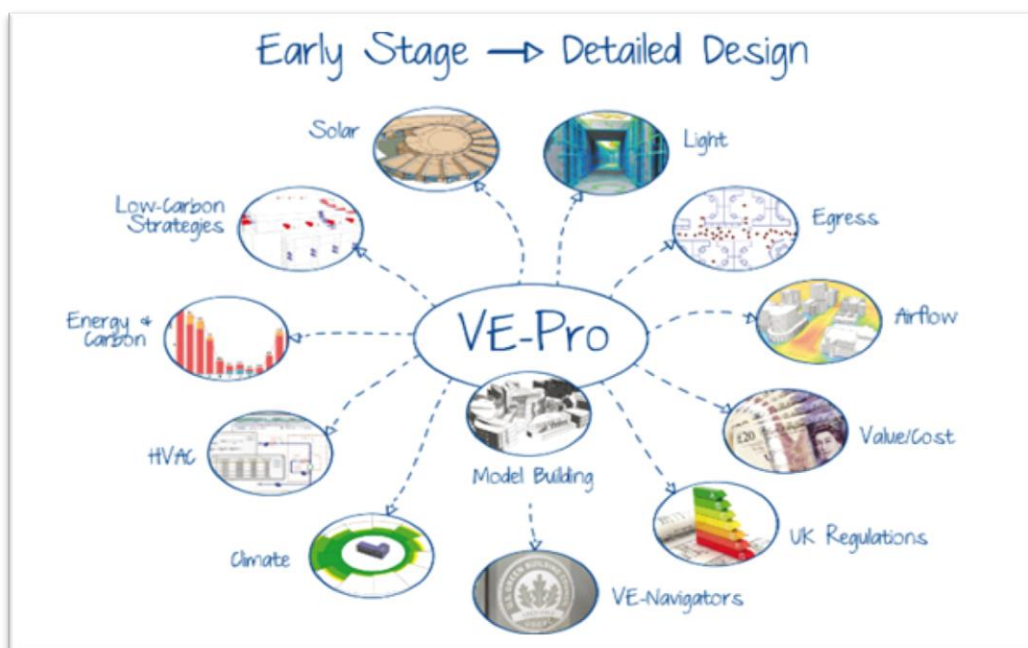 Early Stage → Detailed Design
Solar
Light
Low-Carbon
Strategies
Egress
Energy &
Carbon
VE-Pro
Airflow
HVAC
Model Building
£20
Value/Cost
Climate
UK Regulations
VE-Navigators